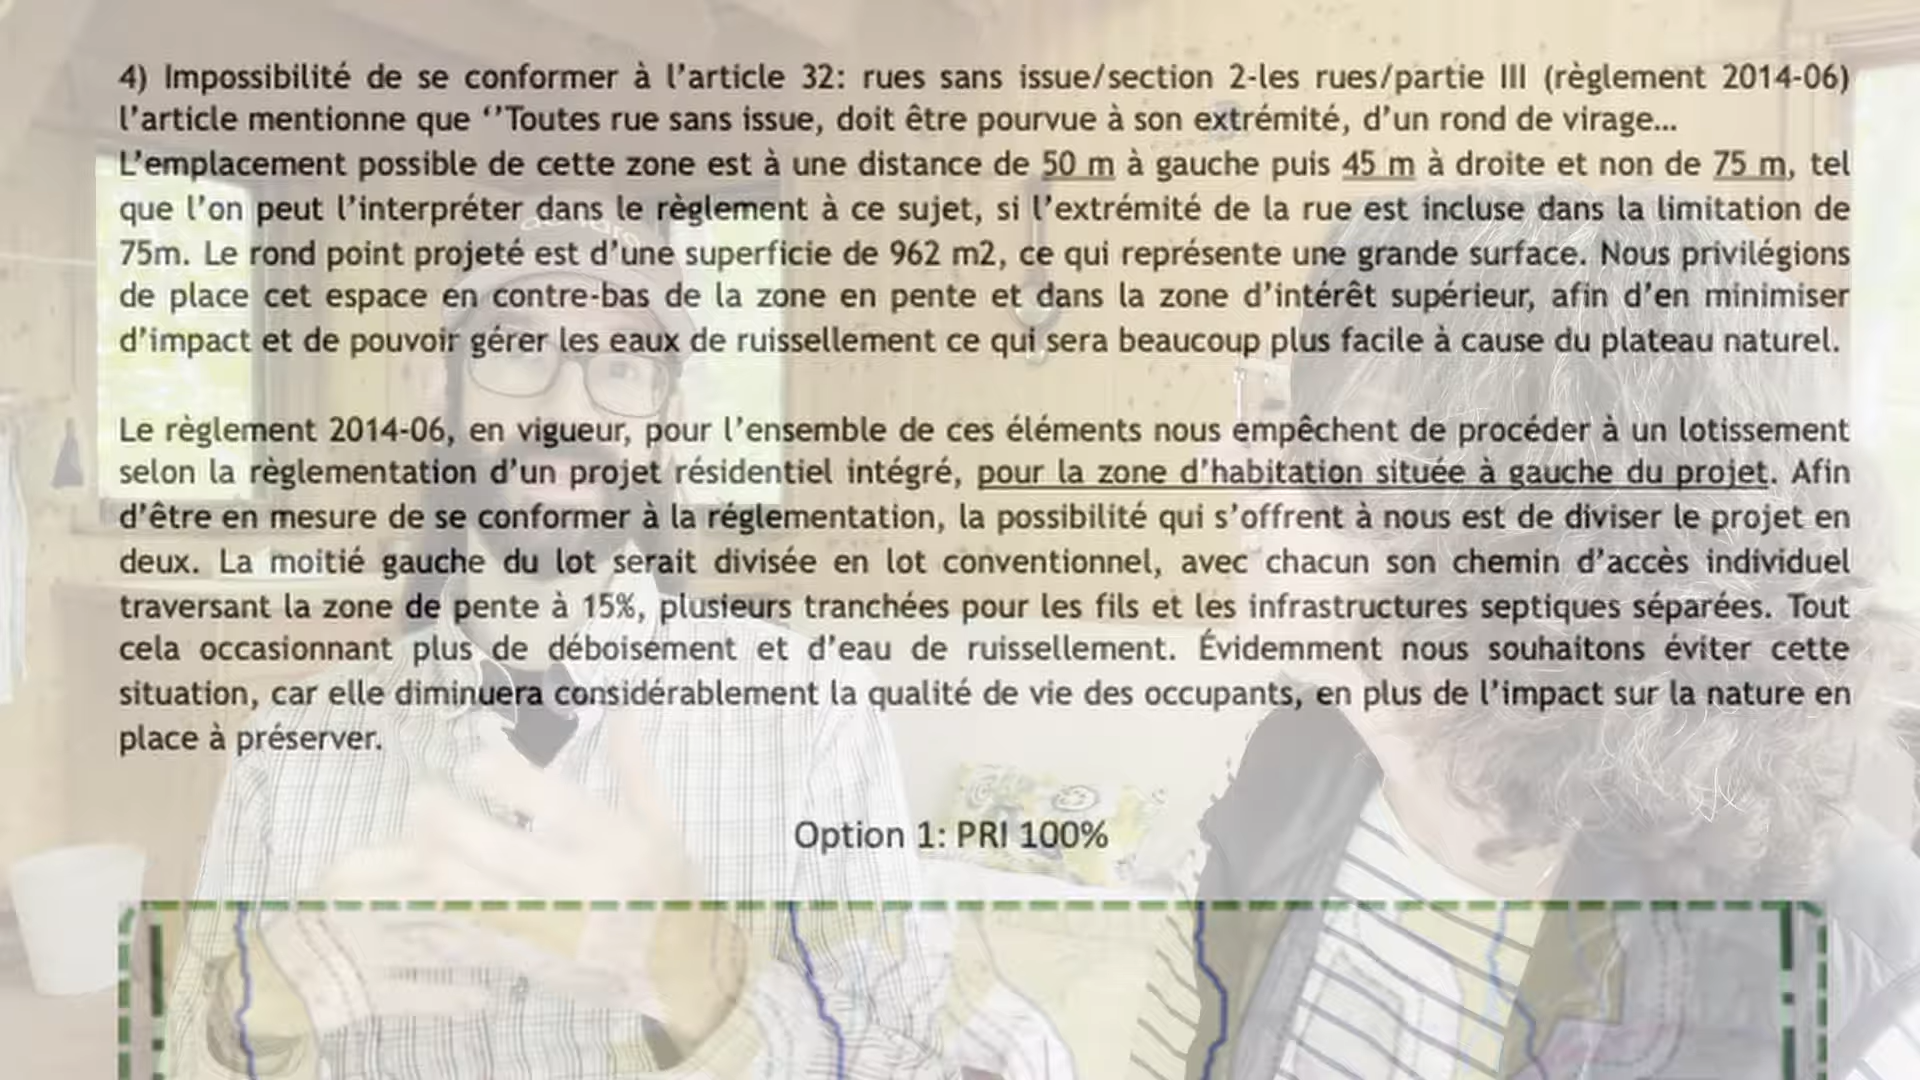 4) Impossibilité de se conformer à l'article 32: rues sans issue/section 2-les rues/partie III (règlement 2014-06)
l'article mentionne que ‘’Toutes rue sans issue, doit être pourvue à son extrémité, d'un rond de virage…
L'emplacement possible de cette zone est à une distance de 50 m à gauche puis 45 m à droite et non de 75 m, tel
que l'on peut l'interpréter dans le règlement à ce sujet, si l'extrémité de la rue est incluse dans la limitation de
75m. Le rond point projeté est d'une superficie de 962 m2, ce qui représente une grande surface. Nous privilégions
de place cet espace en contre-bas de la zone en pente et dans la zone d'intérêt supérieur, afin d'en minimiser
d'impact et de pouvoir gérer les eaux de ruissellement ce qui sera beaucoup plus facile à cause du plateau naturel.
Le règlement 2014-06, en vigueur, pour l'ensemble de ces éléments nous empêchent de procéder à un lotissement
selon la règlementation d'un projet résidentiel intégré, pour la zone d'habitation située à gauche du projet. Afin
d'être en mesure de se conformer à la réglementation, la possibilité qui s'offrent à nous est de diviser le projet en
deux. La moitié gauche du lot serait divisée en lot conventionnel, avec chacun son chemin d'accès individuel
traversant la zone de pente à 15%, plusieurs tranchées pour les fils et les infrastructures septiques séparées. Tout
cela occasionnant plus de déboisement et d'eau de ruissellement. Évidemment nous souhaitons éviter cette
situation, car elle diminuera considérablement la qualité de vie des occupants, en plus de l'impact sur la nature en
place à préserver.
Option 1: PRI 100%